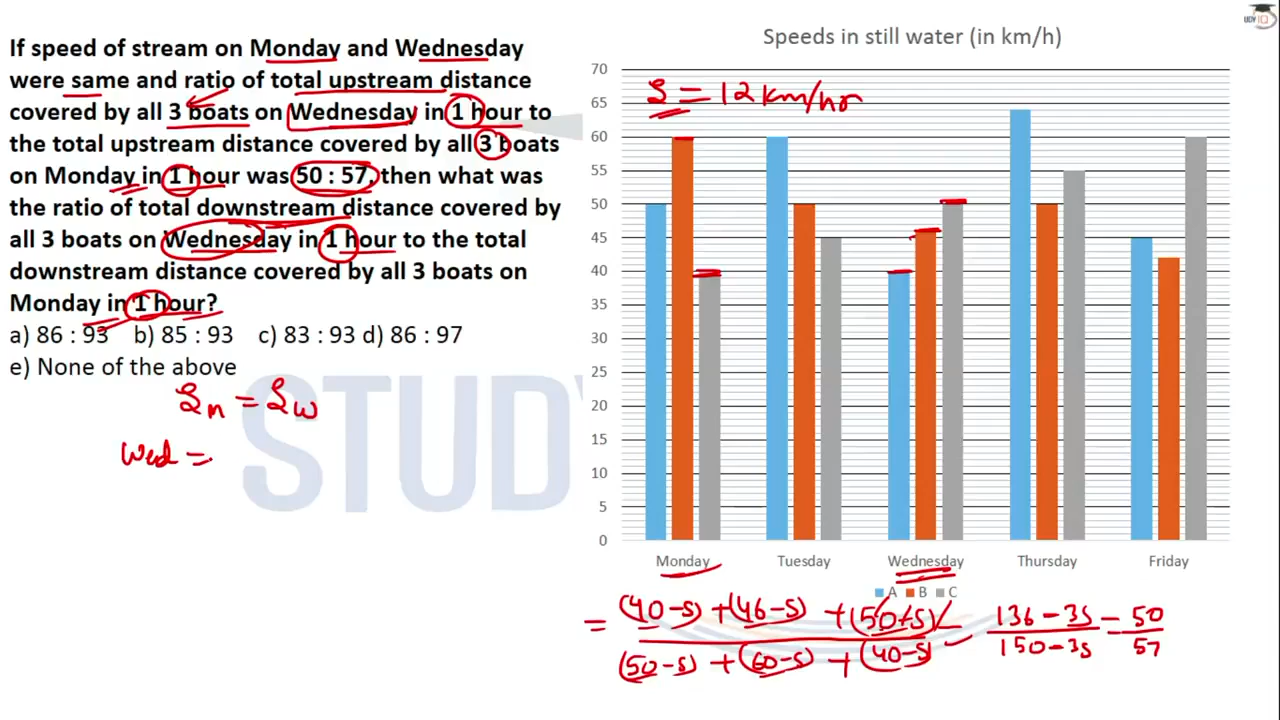 If speed of stream on Monday and Wednesday
were same and ratio of total upstream distance
covered by all 3 boats on Wednesday in 1 hour to
the total upstream distance covered by all 3 boats
on Monday in 1 hour was 50 : 57, then what was
the ratio of total downstream distance covered by
all 3 boats on Wednesday in 1 hour to the total
downstream distance covered by all 3 boats on
Monday in 1 hour?
a) 86 : 93 b) 85 : 93 c) 83 : 93 d) 86 : 97
e) None of the above
Sm = Sw
Wed =
STUDY
Speeds in still water (in km/h)
S = 12 km/hr
70
65
60
55
50
45
40
35
30
25
20
15
10
5
0
Monday Tuesday Wednesday Thursday Friday
A B C
= (40-S) + (46-S) + (50-S) / (50-S) + (60-S) + (40-S) = 136-3S / 150-3S = 50 / 57